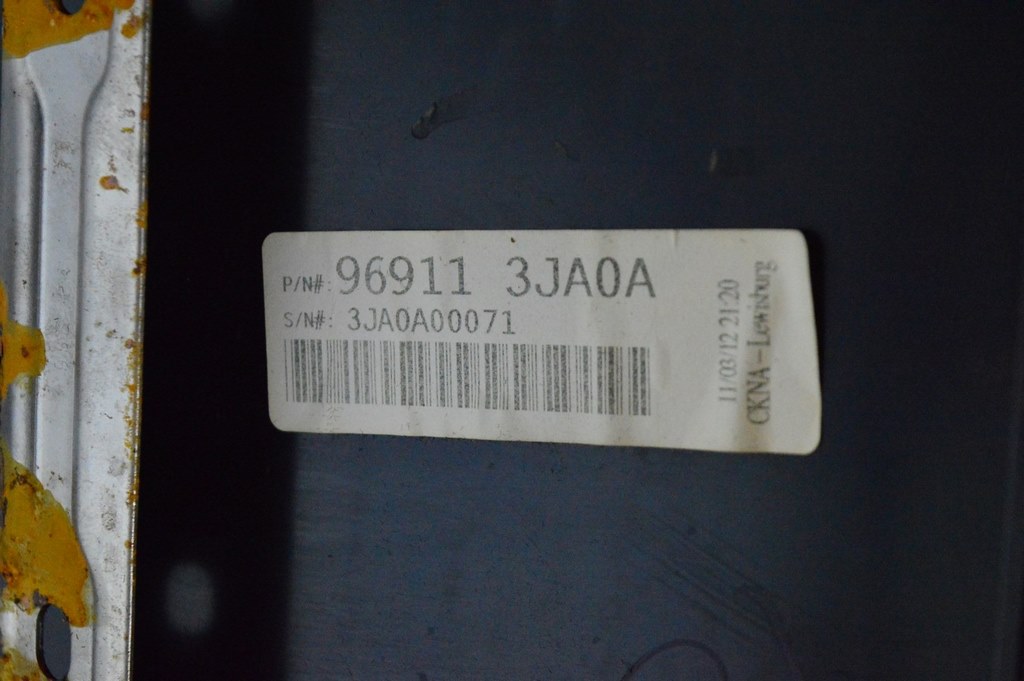 P/N#: 96911 3JA0A
S/N#: 3JA0A00071
11/03/12 21:20
CKNA - Lewisburg